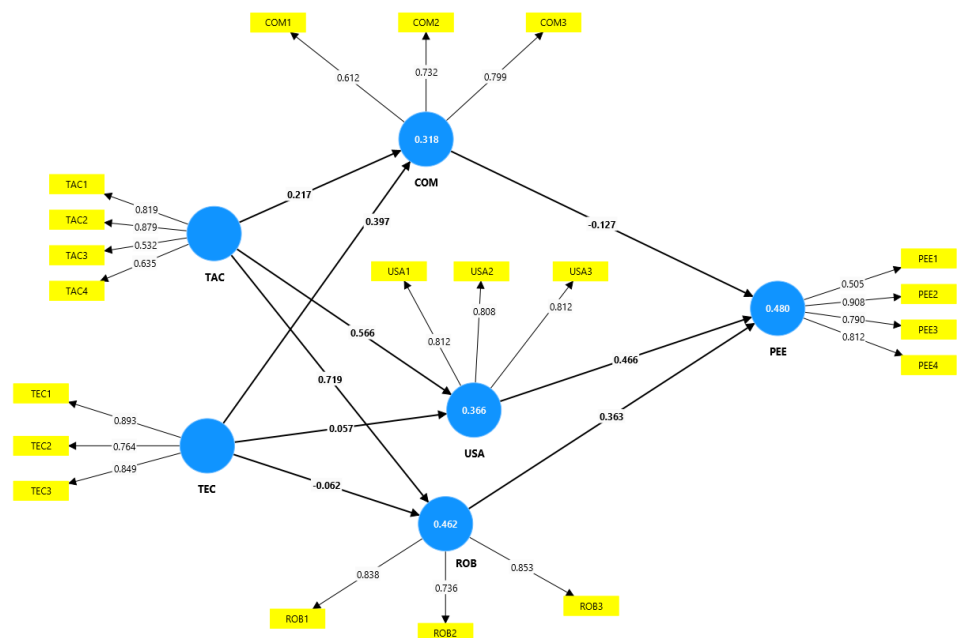 COM1
COM2
COM3
0.612
0.732
0.799
0.318
COM
TAC1
TAC2
TAC3
TAC4
0.819
0.879
0.532
0.635
TAC
0.217
0.397
-0.127
USA1
USA2
USA3
0.812
0.808
0.812
PEE1
PEE2
PEE3
PEE4
0.505
0.908
0.790
0.812
0.480
PEE
0.566
0.719
0.466
0.363
TEC1
TEC2
TEC3
0.893
0.764
0.849
TEC
0.057
-0.062
0.366
USA
0.462
ROB
0.838
0.736
0.853
ROB1
ROB2
ROB3